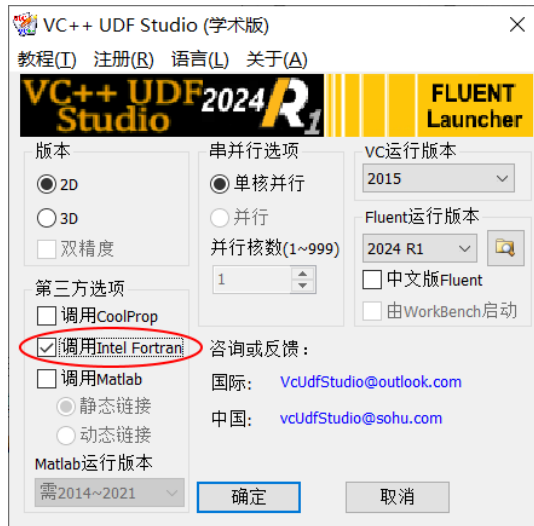 VC++ UDF Studio (学术版)
教程(T) 注册(R) 语言(L) 关于(A)
VC++ UDF Studio 2024 R1 FLUENT Launcher
版本
2D
3D
双精度
串并行选项
单核并行
并行
并行核数(1~999)
1
VC运行版本
2015
Fluent运行版本
2024 R1
中文版Fluent
由WorkBench启动
第三方选项
调用CoolProp
调用Intel Fortran
调用Matlab
静态链接
动态链接
Matlab运行版本
需2014~2021
咨询或反馈：
国际: VcUdfStudio@outlook.com
中国: vcUdfStudio@sohu.com
确定
取消